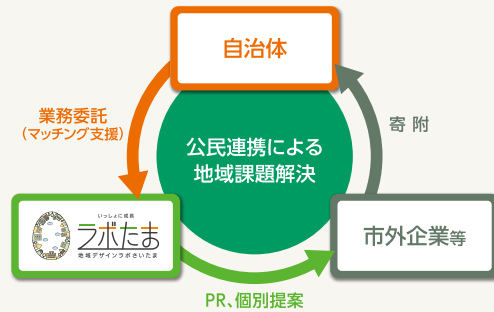 自治体
業務委託
（マッチング支援）
公民連携による
地域課題解決
寄附
いっしょに成長
ラボたま
地域デザインラボさいたま
市外企業等
PR、個別提案